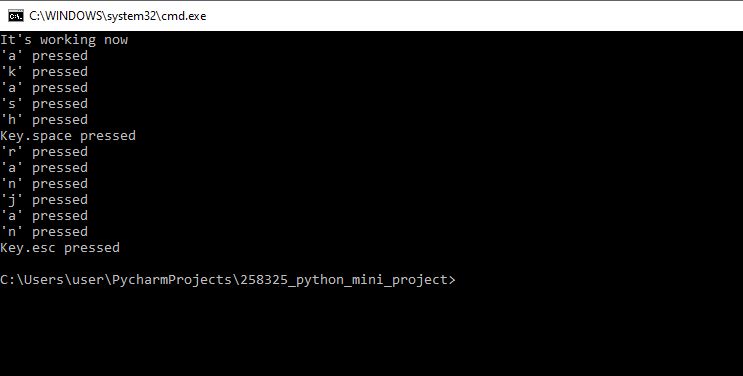 C:\WINDOWS\system32\cmd.exe
It's working now
'a' pressed
'k' pressed
'a' pressed
's' pressed
'h' pressed
Key.space pressed
'r' pressed
'a' pressed
'n' pressed
'j' pressed
'a' pressed
'n' pressed
Key.esc pressed
C:\Users\user\PycharmProjects\258325_python_mini_project>